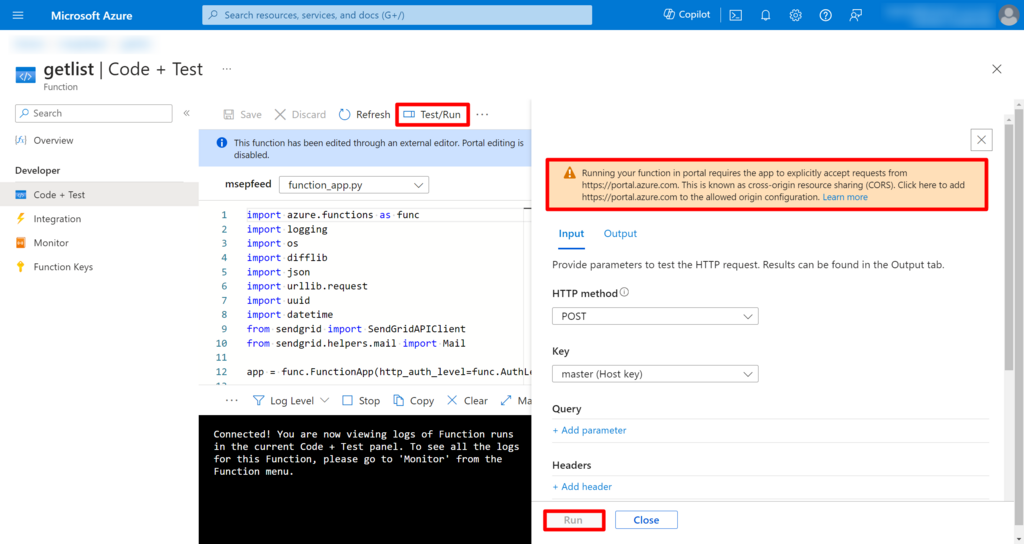 Microsoft Azure
Search resources, services, and docs (G+/)
Copilot
getlist | Code + Test
...
Function
Search
«
Overview
Developer
Code + Test
Integration
Monitor
Function Keys
Save
Discard
Refresh
Test/Run
...
This function has been edited through an external editor. Portal editing is
disabled.
msepfeed
function_app.py
1 import azure.functions as func
2 import logging
3 import os
4 import difflib
5 import json
6 import urllib.request
7 import uuid
8 import datetime
9 from sendgrid import SendGridAPIClient
10 from sendgrid.helpers.mail import Mail
11
12 app = func.FunctionApp(http_auth_level=func.AuthLe
...
Log Level
Stop
Copy
Clear
Ma
Connected! You are now viewing logs of Function runs
in the current Code + Test panel. To see all the logs
for this Function, please go to 'Monitor' from the
Function menu.
Running your function in portal requires the app to explicitly accept requests from
https://portal.azure.com. This is known as cross-origin resource sharing (CORS). Click here to add
https://portal.azure.com to the allowed origin configuration. Learn more
Input
Output
Provide parameters to test the HTTP request. Results can be found in the Output tab.
HTTP method
POST
Key
master (Host key)
Query
+ Add parameter
Headers
+ Add header
Run
Close